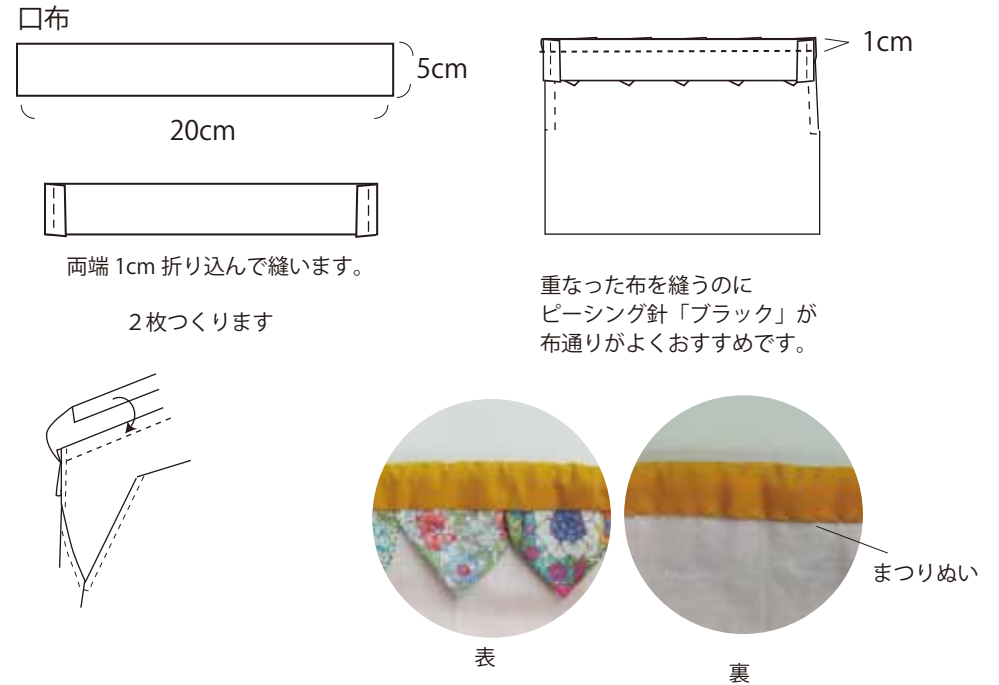 口布
5cm
20cm
両端 1cm 折り込んで縫います。
２枚つくります
1cm
重なった布を縫うのに
ピーシング針「ブラック」が
布通りがよくおすすめです。
まつりぬい
表
裏